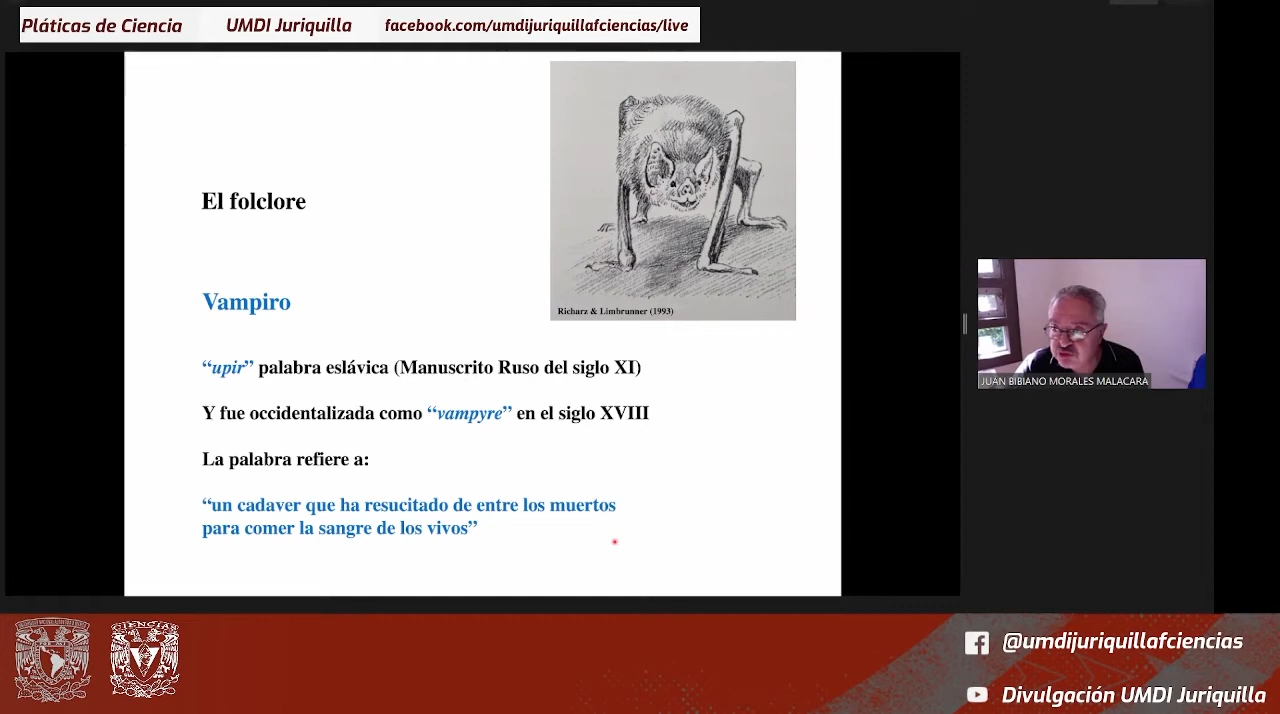 Pláticas de Ciencia UMDI Juriquilla facebook.com/umdijuriquillafciencias/live
El folclore
Vampiro
“upir” palabra eslávica (Manuscrito Ruso del siglo XI)
Y fue occidentalizada como “vampyre” en el siglo XVIII
La palabra refiere a:
“un cadaver que ha resucitado de entre los muertos
para comer la sangre de los vivos”
Richarz & Limbrunner (1993)
JUAN BIBIANO MORALES MALACARA
CIENCIAS
@umdijuriquillafciencias
Divulgación UMDI Juriquilla